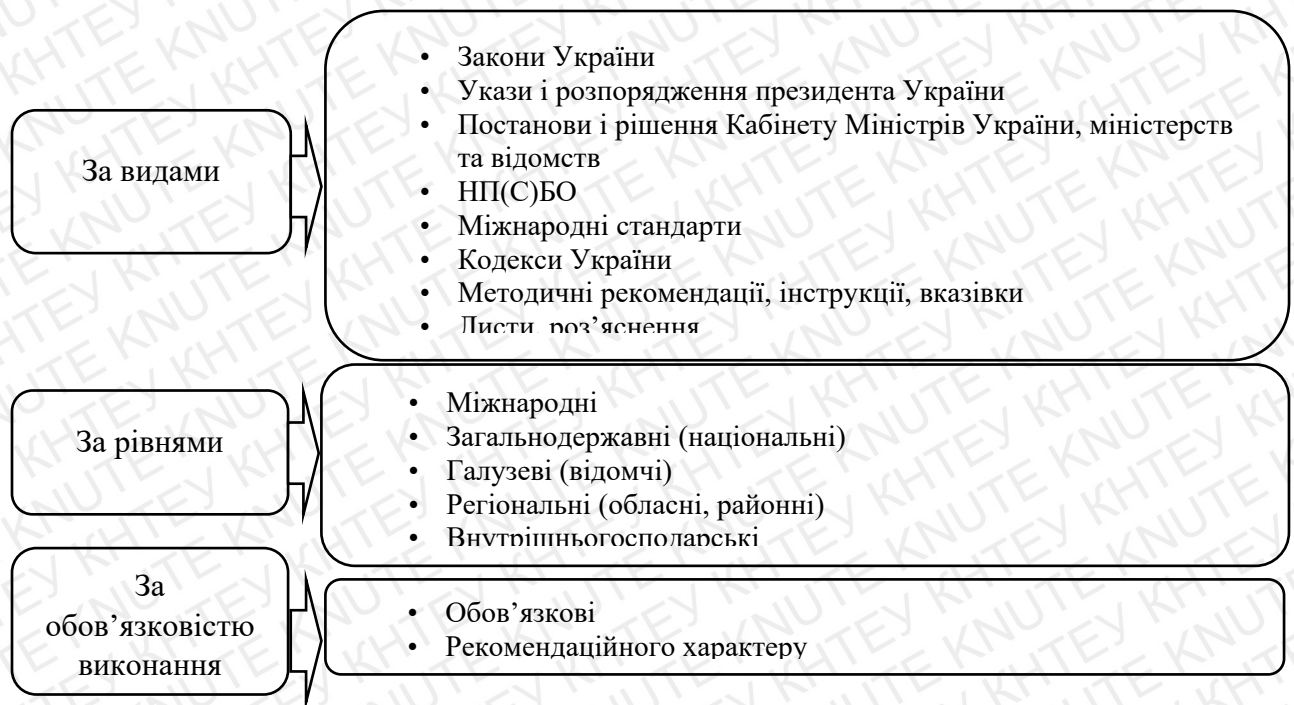 За видами
• Закони України
• Укази і розпорядження президента України
• Постанови і рішення Кабінету Міністрів України, міністерств
та відомств
• НП(С)БО
• Міжнародні стандарти
• Кодекси України
• Методичні рекомендації, інструкції, вказівки
• Листи, роз’яснення
За рівнями
• Міжнародні
• Загальнодержавні (національні)
• Галузеві (відомчі)
• Регіональні (обласні, районні)
• Внутрішньогосподарські
За
обов’язковістю
виконання
• Обов’язкові
• Рекомендаційного характеру